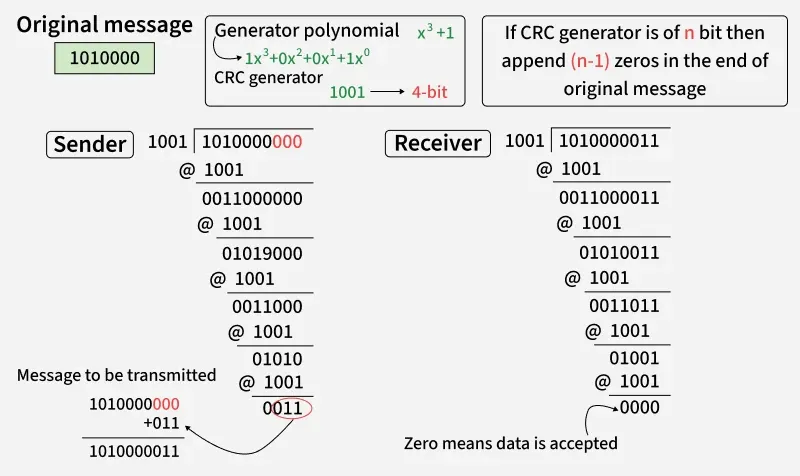 Original message
1010000
Generator polynomial x³+1
1x³+0x²+0x¹+1x⁰
CRC generator
1001 → 4-bit
If CRC generator is of n bit then
append (n-1) zeros in the end of
original message
Sender
1001 1010000000
@ 1001
0011000000
@ 1001
01019000
@ 1001
0011000
@ 1001
01010
@ 1001
0011
Message to be transmitted
1010000000
+011
1010000011
Receiver
1001 1010000011
@ 1001
0011000011
@ 1001
01010011
@ 1001
0011011
@ 1001
01001
@ 1001
0000
Zero means data is accepted